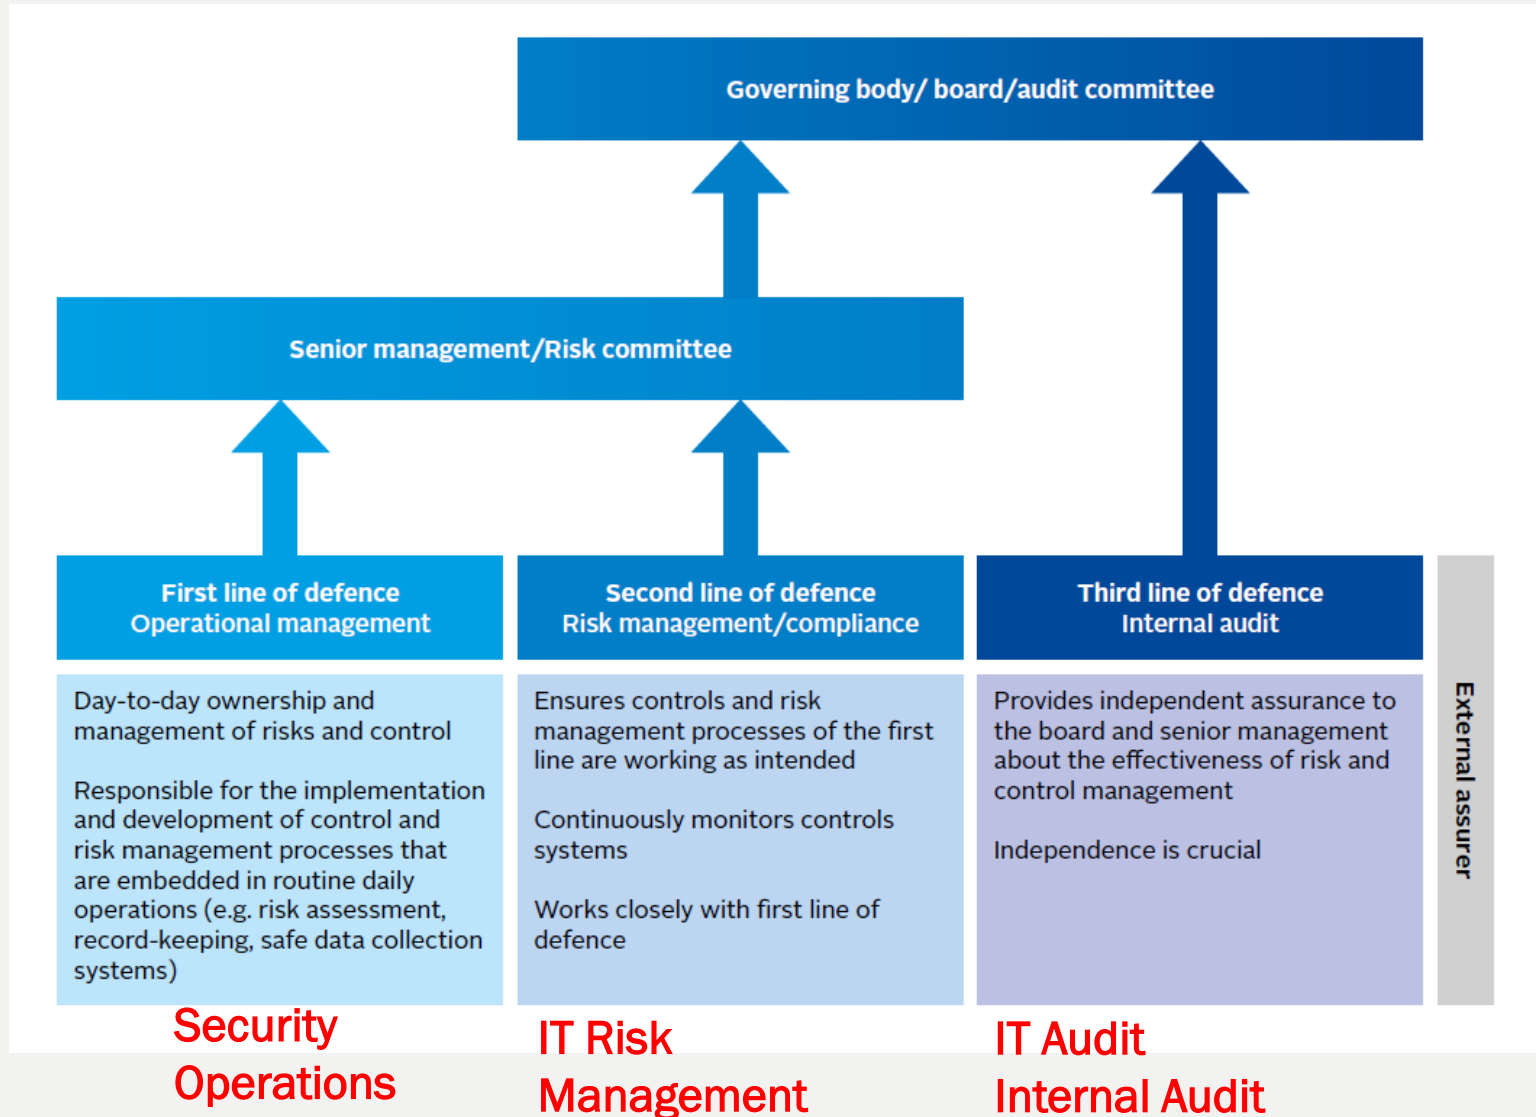 Governing body/ board/audit committee
Senior management/Risk committee
First line of defence
Operational management
Day-to-day ownership and
management of risks and control
Responsible for the implementation
and development of control and
risk management processes that
are embedded in routine daily
operations (e.g. risk assessment,
record-keeping, safe data collection
systems)
Security
Operations
Second line of defence
Risk management/compliance
Ensures controls and risk
management processes of the first
line are working as intended
Continuously monitors controls
systems
Works closely with first line of
defence
IT Risk
Management
Third line of defence
Internal audit
Provides independent assurance to
the board and senior management
about the effectiveness of risk and
control management
Independence is crucial
IT Audit
Internal Audit
External assurer